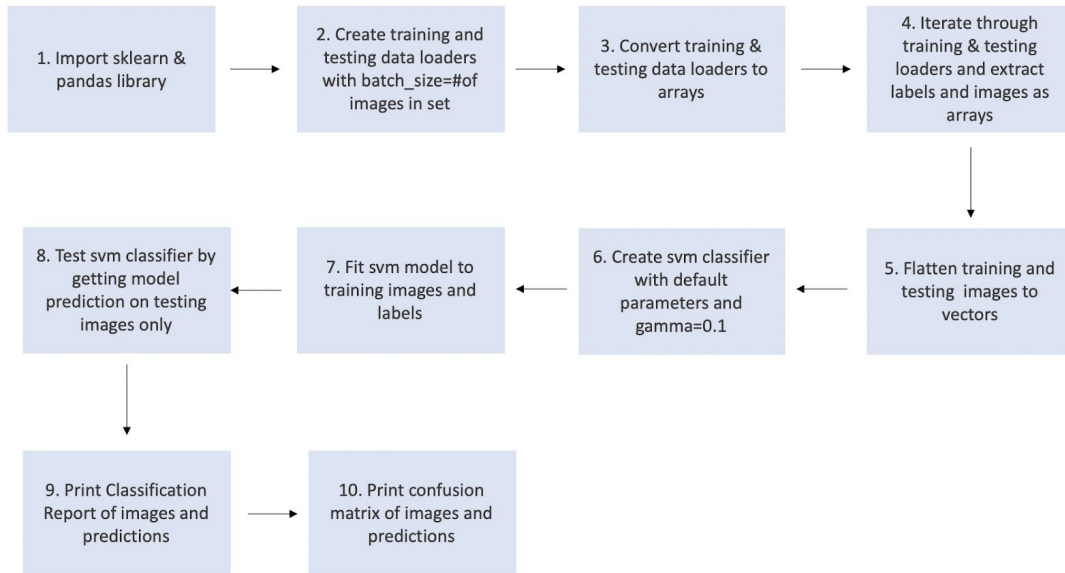 1. Import sklearn &
pandas library
2. Create training and
testing data loaders
with batch_size=#of
images in set
3. Convert training &
testing data loaders to
arrays
4. Iterate through
training & testing
loaders and extract
labels and images as
arrays
5. Flatten training and
testing  images to
vectors
6. Create svm classifier
with default
parameters and
gamma=0.1
7. Fit svm model to
training images and
labels
8. Test svm classifier by
getting model
prediction on testing
images only
9. Print Classification
Report of images and
predictions
10. Print confusion
matrix of images and
predictions